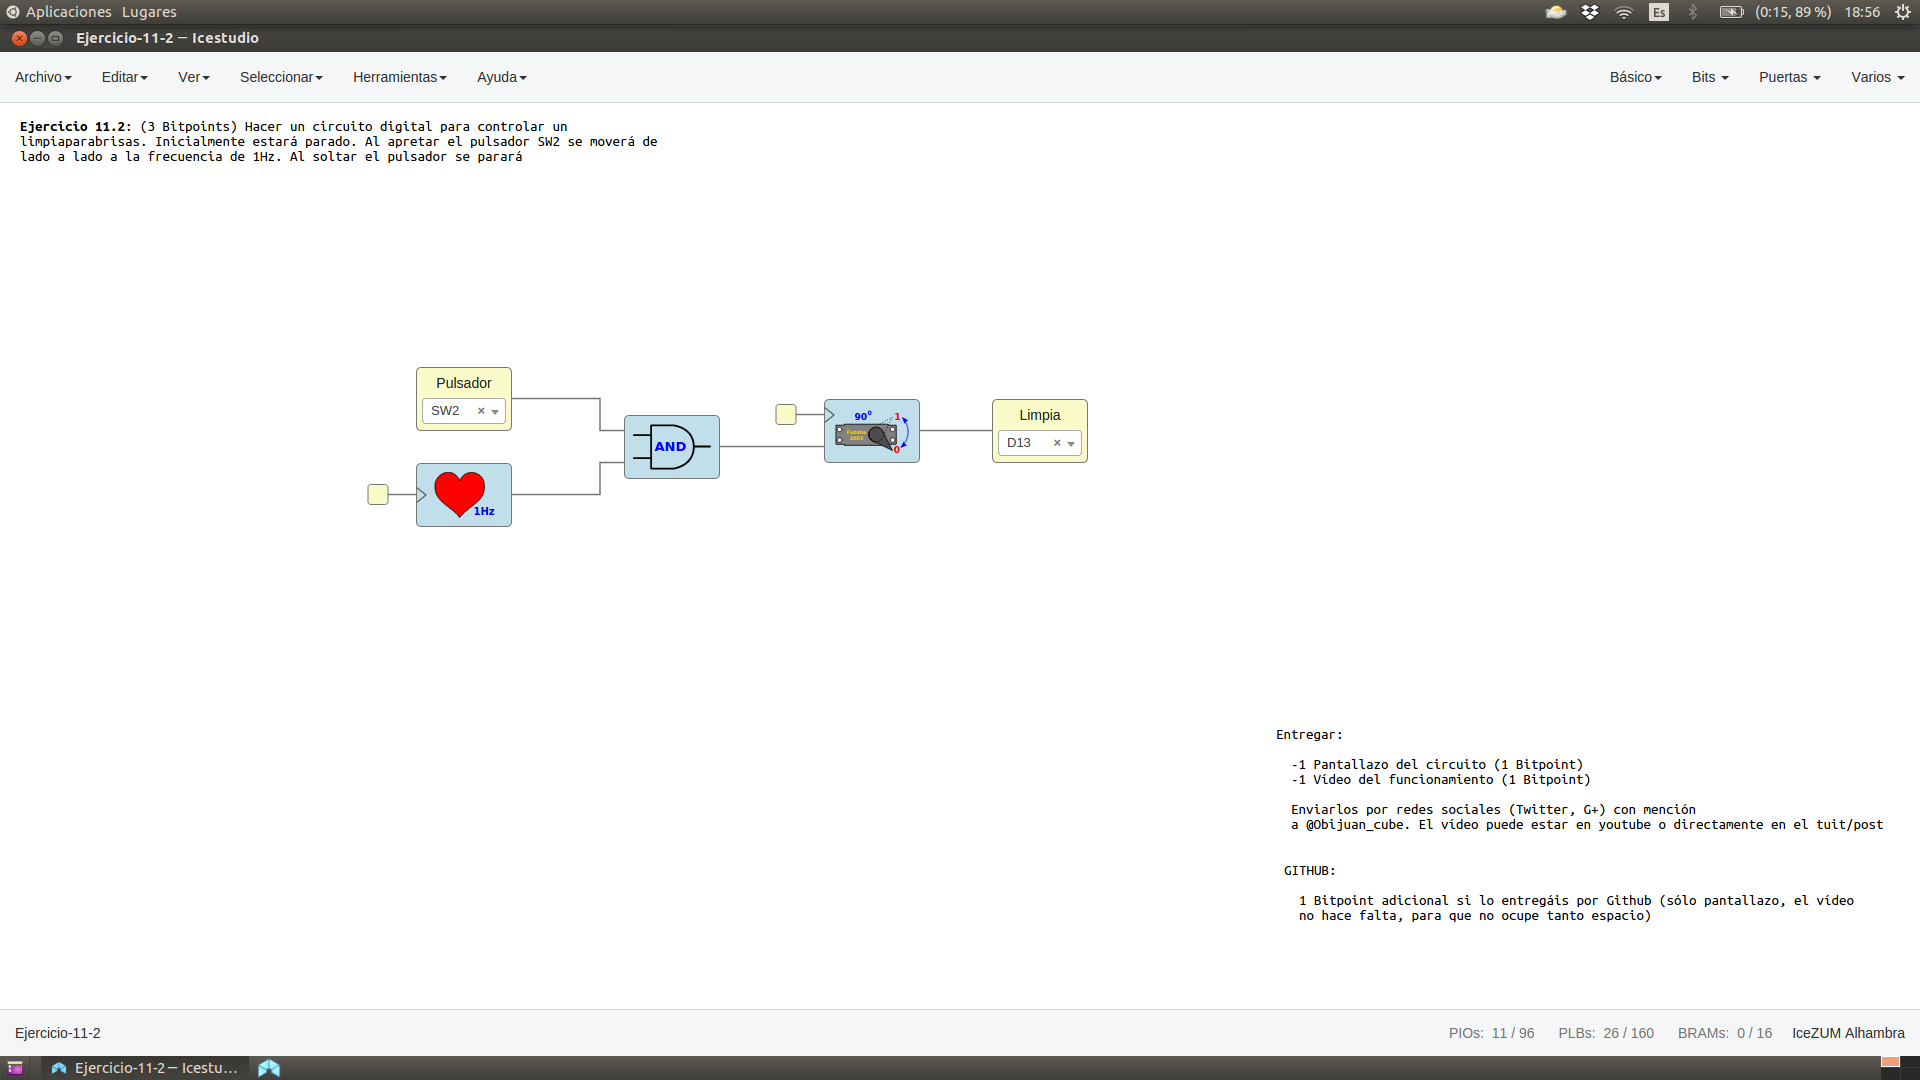 Aplicaciones Lugares
Es (0:15, 89 %) 18:56
Ejercicio-11-2 — Icestudio
Archivo Editar Ver Seleccionar Herramientas Ayuda Básico Bits Puertas Varios
Ejercicio 11.2: (3 Bitpoints) Hacer un circuito digital para controlar un
limpiaparabrisas. Inicialmente estará parado. Al apretar el pulsador SW2 se moverá de
lado a lado a la frecuencia de 1Hz. Al soltar el pulsador se parará
Pulsador
SW2 ×
1Hz
AND
90º 1
Futaba
3003
0
Limpia
D13 ×
Entregar:
-1 Pantallazo del circuito (1 Bitpoint)
-1 Vídeo del funcionamiento (1 Bitpoint)
Enviarlos por redes sociales (Twitter, G+) con mención
a @Obijuan_cube. El vídeo puede estar en youtube o directamente en el tuit/post
GITHUB:
1 Bitpoint adicional si lo entregáis por Github (sólo pantallazo, el vídeo
no hace falta, para que no ocupe tanto espacio)
Ejercicio-11-2 PIOs: 11 / 96 PLBs: 26 / 160 BRAMs: 0 / 16 IceZUM Alhambra
Ejercicio-11-2 — Icestu...